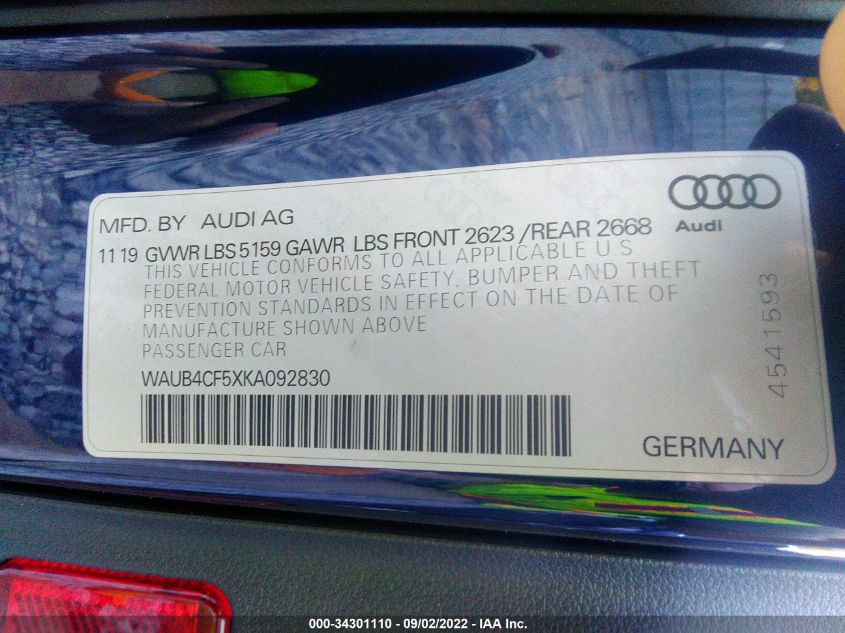 MFD. BY AUDI AG
Audi
11 19 GVWR LBS 5159 GAWR LBS FRONT 2623 /REAR 2668
THIS VEHICLE CONFORMS TO ALL APPLICABLE U S
FEDERAL MOTOR VEHICLE SAFETY, BUMPER AND THEFT
PREVENTION STANDARDS IN EFFECT ON THE DATE OF
MANUFACTURE SHOWN ABOVE
PASSENGER CAR
WAUB4CF5XKA092830
4541593
GERMANY
000-34301110 - 09/02/2022 - IAA Inc.